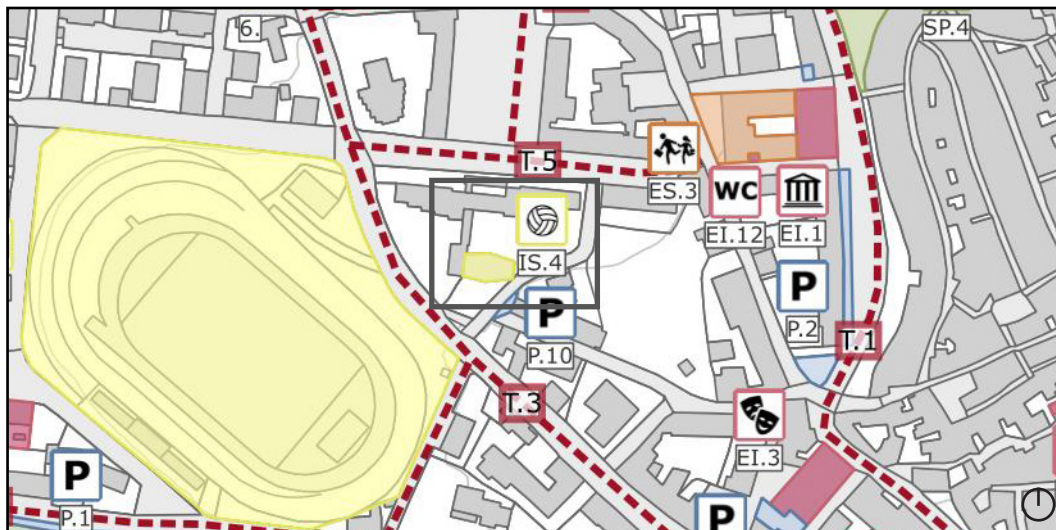 6.
SP.4
T.5
ES.3
WC
EI.12
EI.1
IS.4
P
P.10
P
P.2
T.1
T.3
EI.3
P
P.1
P